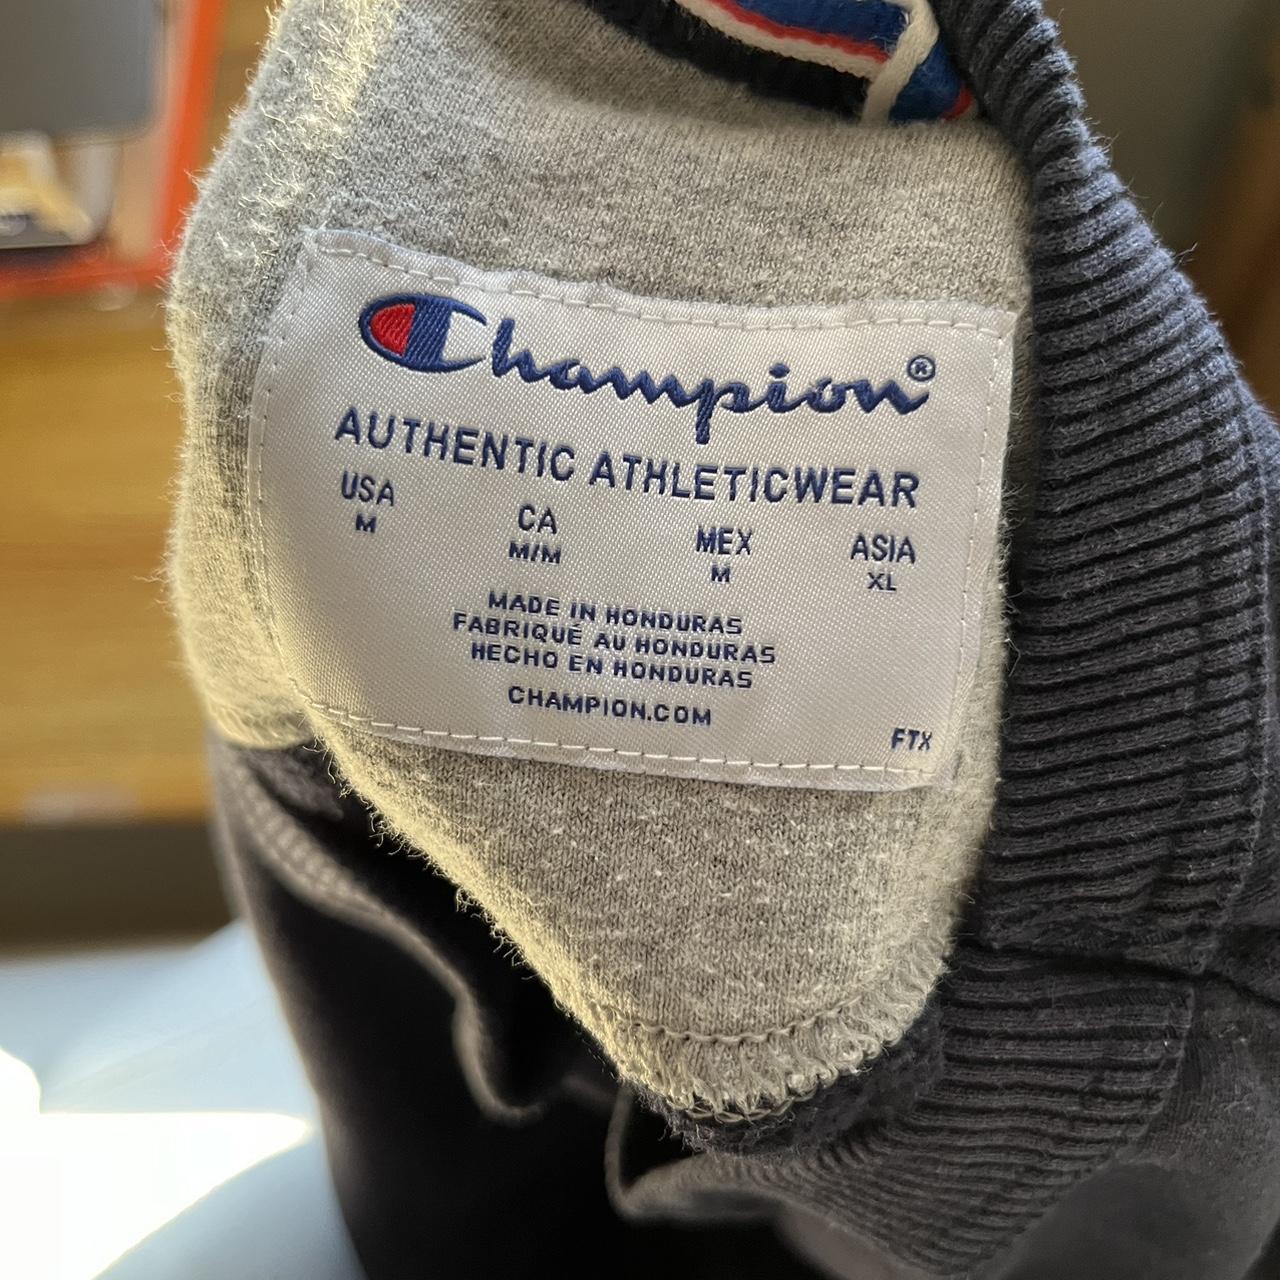 Champion®
AUTHENTIC ATHLETICWEAR
USA CA MEX ASIA
M M/M M XL
MADE IN HONDURAS
FABRIQUÉ AU HONDURAS
HECHO EN HONDURAS
CHAMPION.COM
FTX